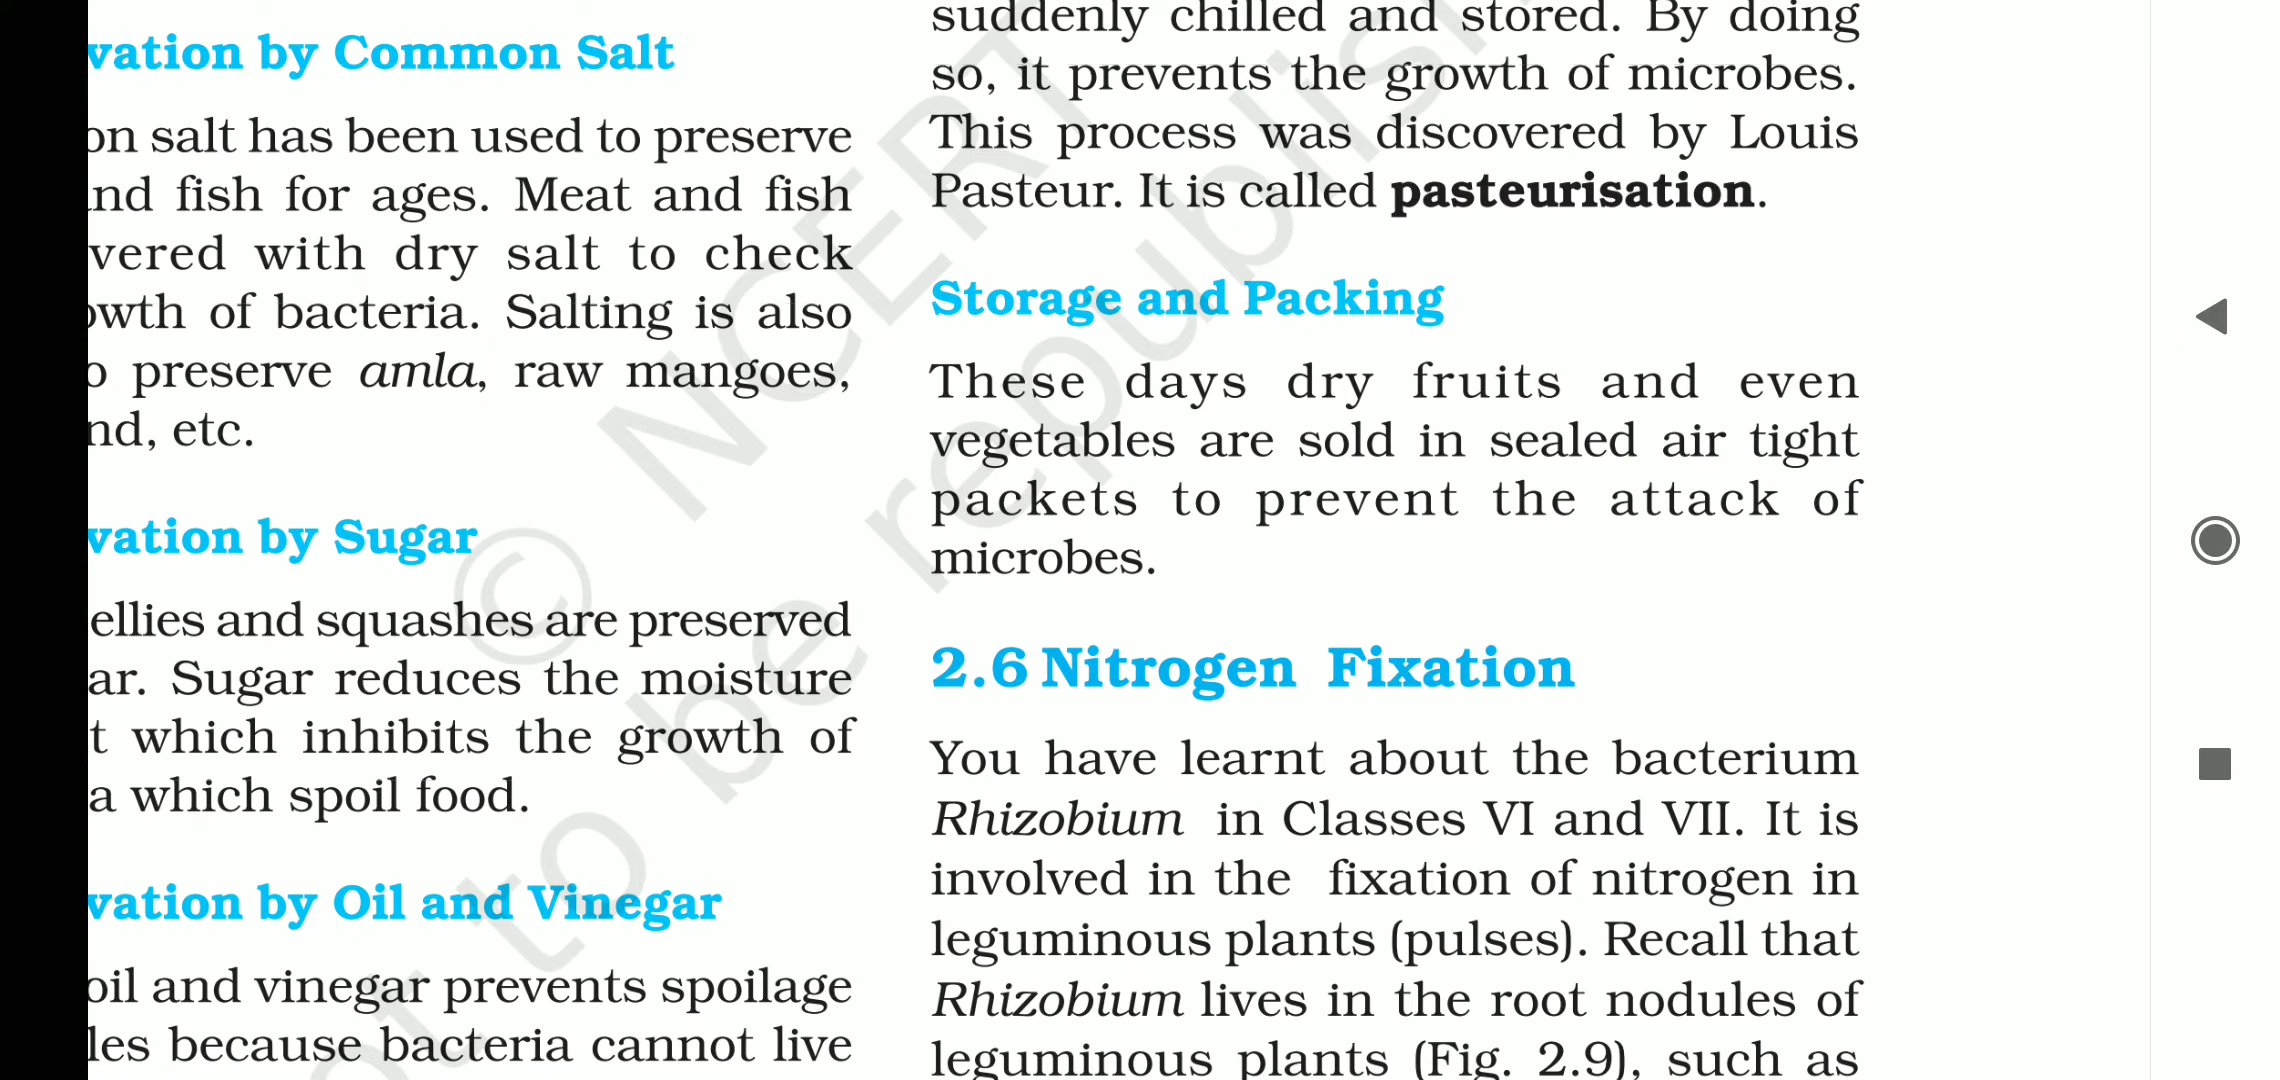 vation by Common Salt
on salt has been used to preserve
nd fish for ages. Meat and fish
vered with dry salt to check
owth of bacteria. Salting is also
o preserve amla, raw mangoes,
nd, etc.
vation by Sugar
ellies and squashes are preserved
ar. Sugar reduces the moisture
t which inhibits the growth of
a which spoil food.
vation by Oil and Vinegar
oil and vinegar prevents spoilage
les because bacteria cannot live
suddenly chilled and stored. By doing
so, it prevents the growth of microbes.
This process was discovered by Louis
Pasteur. It is called pasteurisation.
Storage and Packing
These days dry fruits and even
vegetables are sold in sealed air tight
packets to prevent the attack of
microbes.
2.6 Nitrogen Fixation
You have learnt about the bacterium
Rhizobium in Classes VI and VII. It is
involved in the fixation of nitrogen in
leguminous plants (pulses). Recall that
Rhizobium lives in the root nodules of
leguminous plants (Fig. 2.9), such as
© NCERT
to be republis